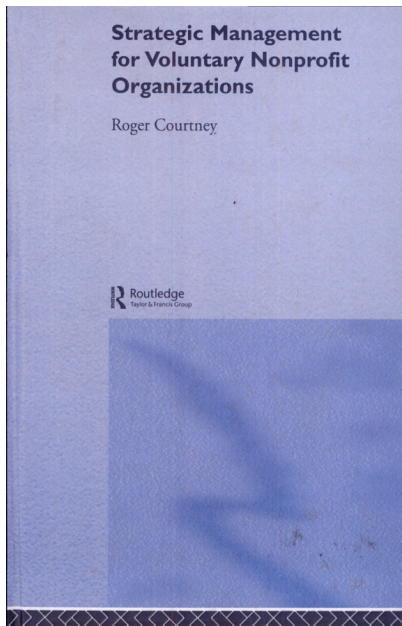 Strategic Management
for Voluntary Nonprofit
Organizations
Roger Courtney
Routledge
Taylor & Francis Group